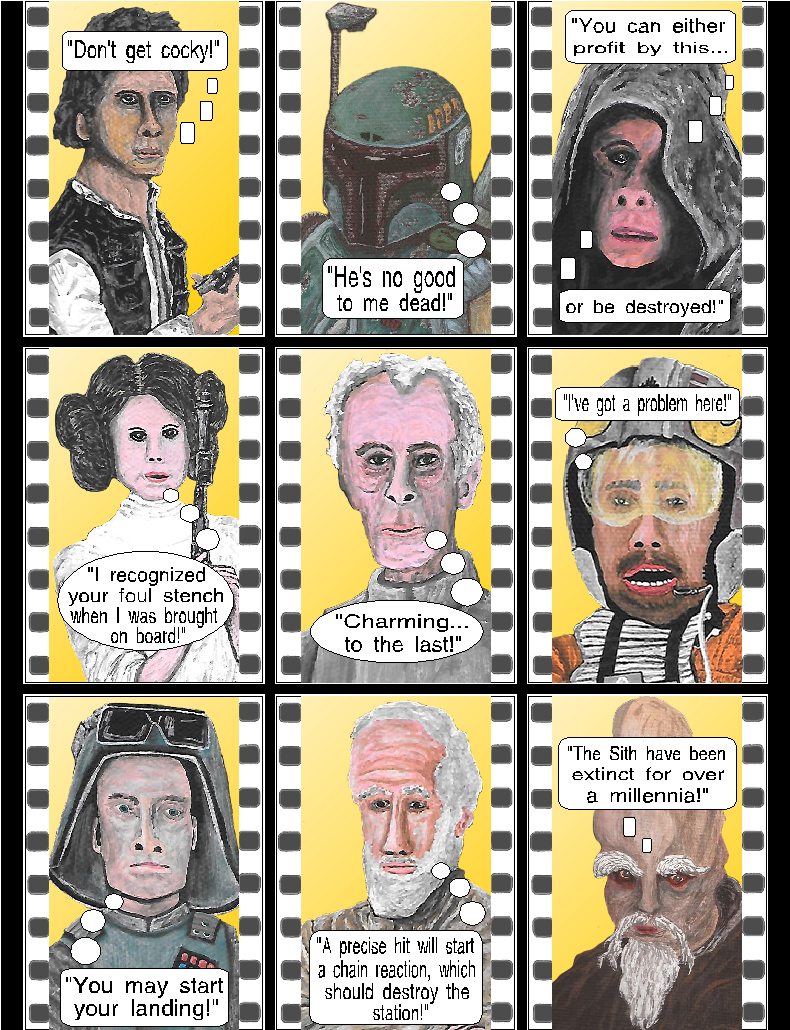 "Don't get cocky!"
"He's no good
to me dead!"
"You can either
profit by this...
or be destroyed!"
"I recognized
your foul stench
when I was brought
on board!"
"Charming...
to the last!"
"I've got a problem here!"
"You may start
your landing!"
"A precise hit will start
a chain reaction, which
should destroy the
station!"
"The Sith have been
extinct for over
a millennia!"